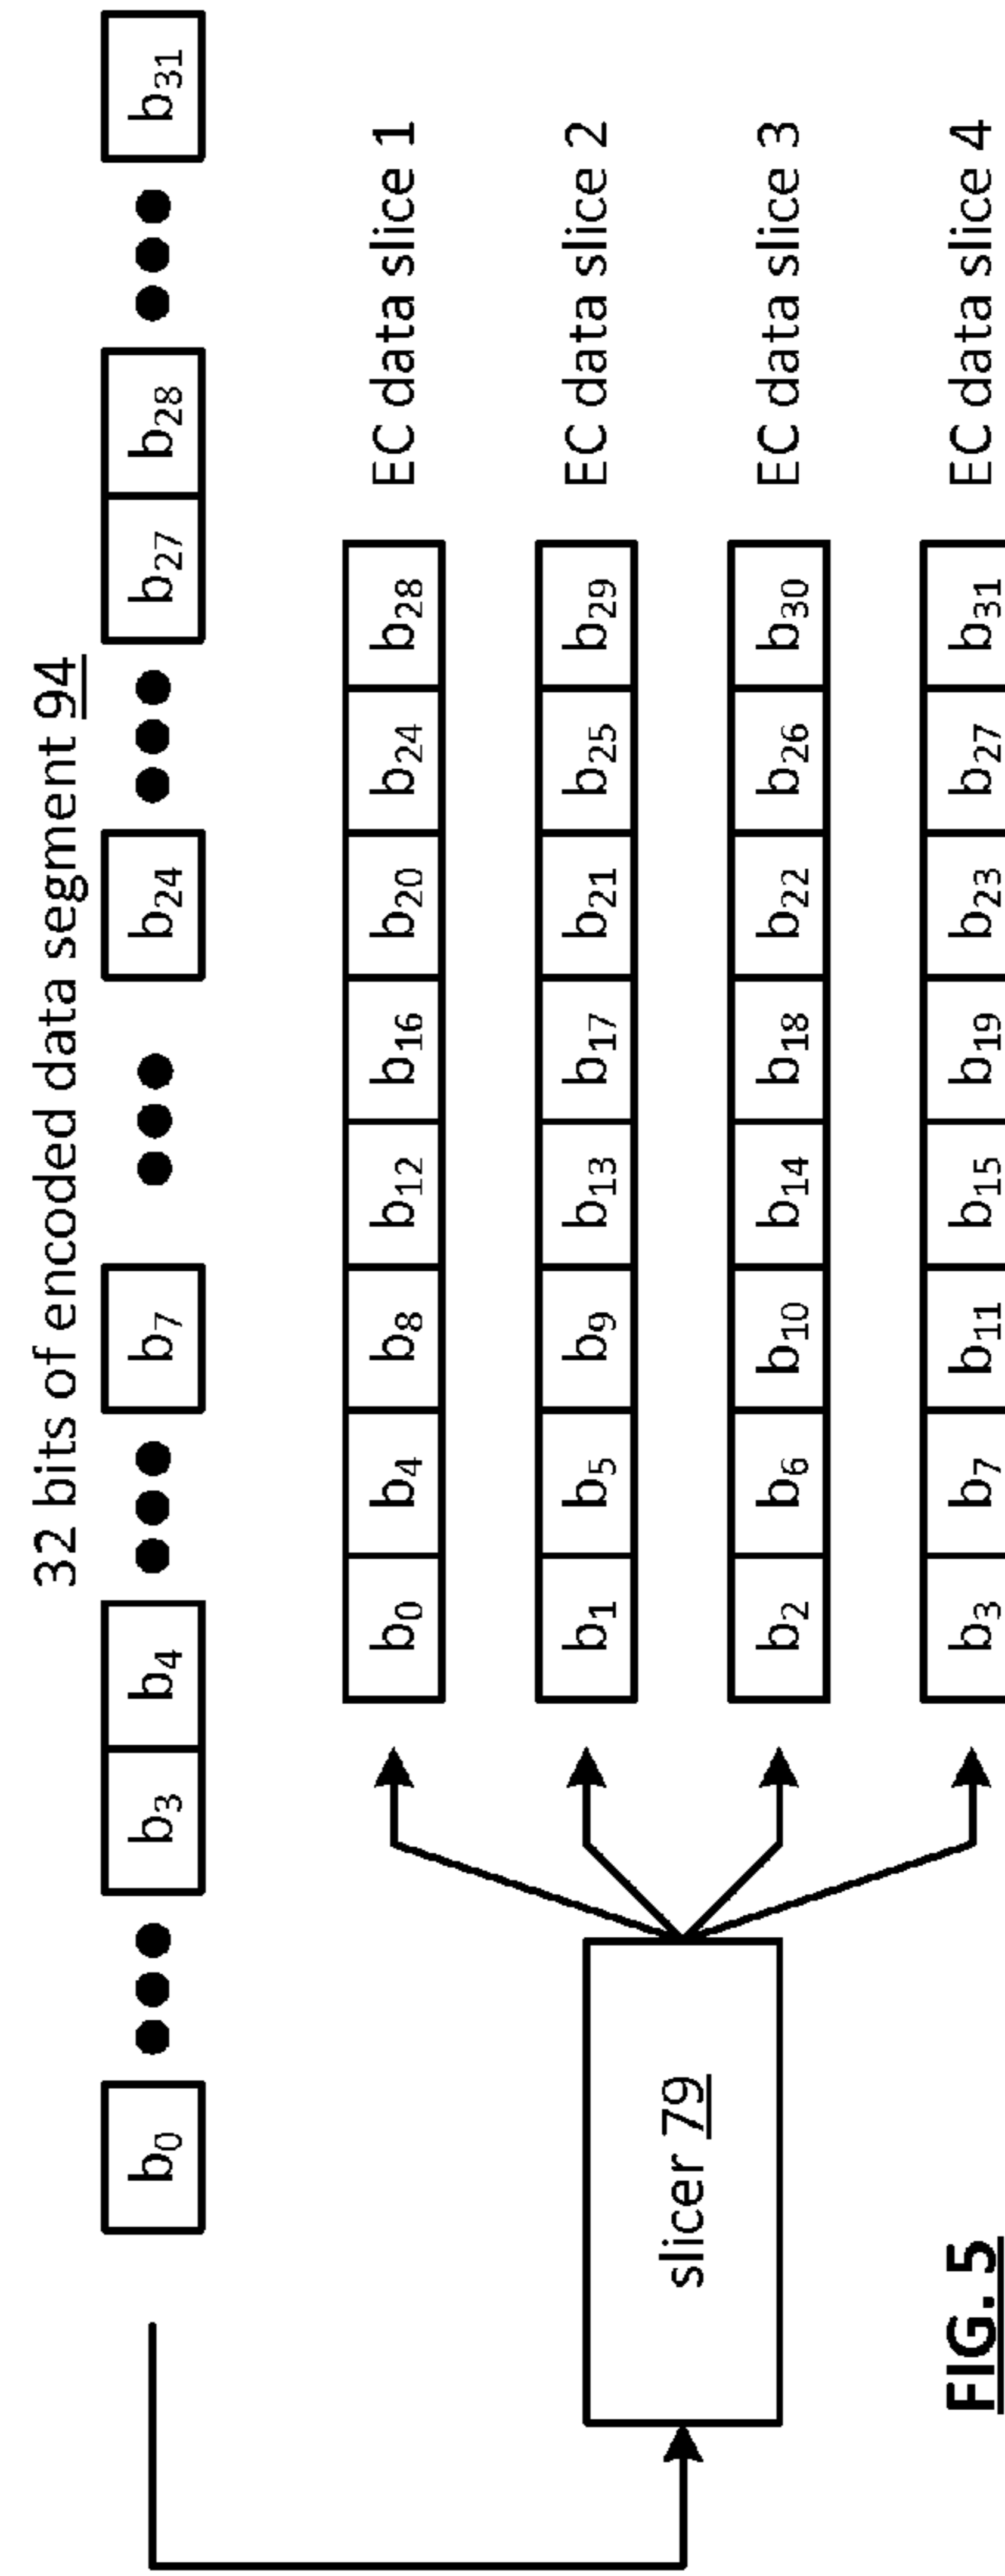 32 bits of encoded data segment 94
b0 b3 b4 b7 b24 b27 b28 b31
b0 b4 b8 b12 b16 b20 b24 b28 EC data slice 1
b1 b5 b9 b13 b17 b21 b25 b29 EC data slice 2
slicer 79
b2 b6 b10 b14 b18 b22 b26 b30 EC data slice 3
b3 b7 b11 b15 b19 b23 b27 b31 EC data slice 4
FIG. 5